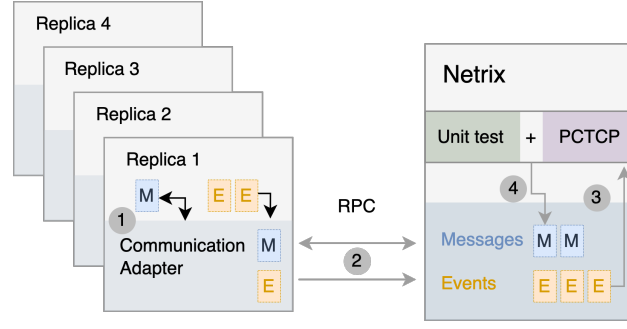 Replica 4
Replica 3
Replica 2
Replica 1
M E E
1
Communication
Adapter
M
E
RPC
2
Netrix
Unit test + PCTCP
4 3
Messages M M
Events E E E